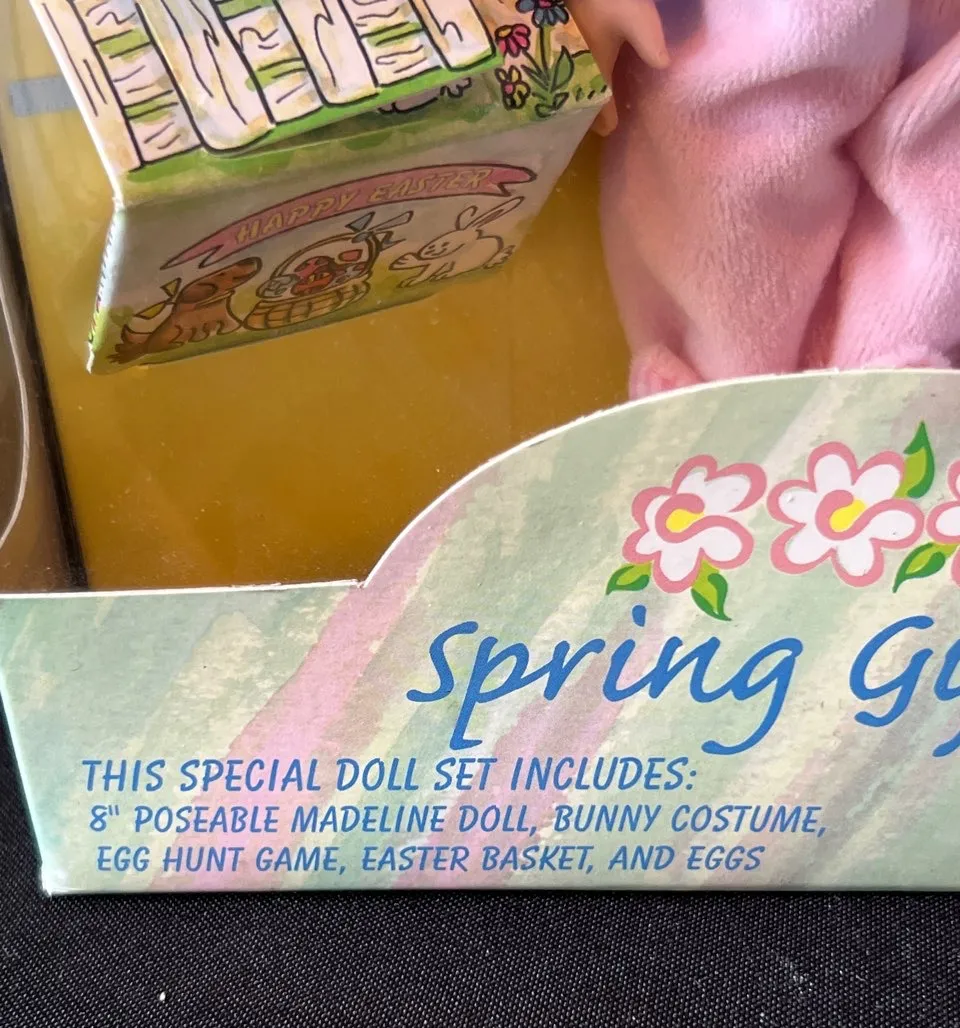 HAPPY EASTER
Spring Gy
THIS SPECIAL DOLL SET INCLUDES:
8" POSEABLE MADELINE DOLL, BUNNY COSTUME,
EGG HUNT GAME, EASTER BASKET, AND EGGS